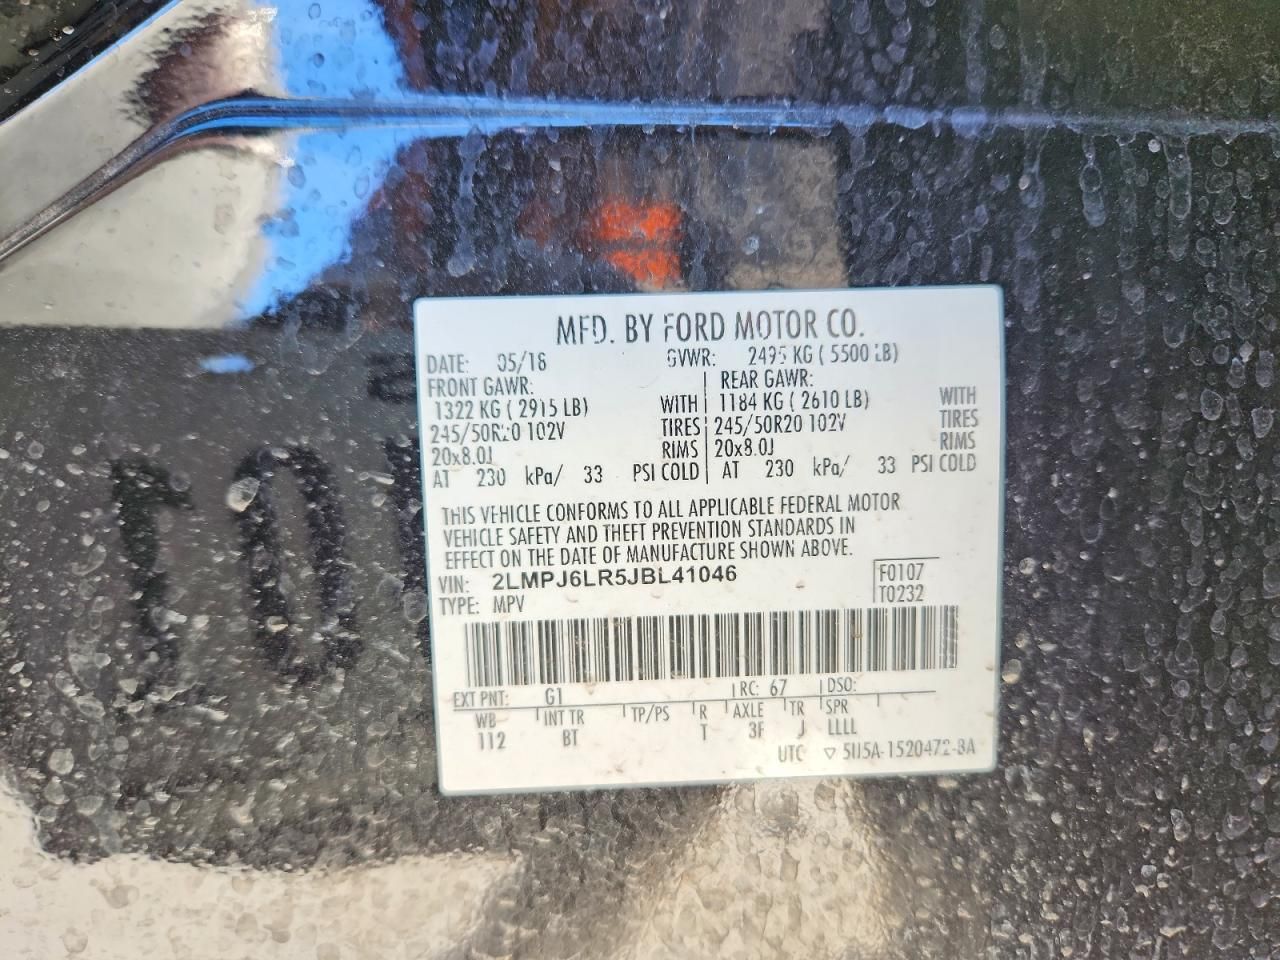 MFD. BY FORD MOTOR CO.
DATE: 05/18 GVWR: 2495 KG ( 5500 LB)
FRONT GAWR: REAR GAWR:
1322 KG ( 2915 LB) WITH 1184 KG ( 2610 LB) WITH
245/50R20 102V TIRES 245/50R20 102V TIRES
20x8.0J RIMS 20x8.0J RIMS
AT 230 kPa/ 33 PSI COLD AT 230 kPa/ 33 PSI COLD
THIS VEHICLE CONFORMS TO ALL APPLICABLE FEDERAL MOTOR
VEHICLE SAFETY AND THEFT PREVENTION STANDARDS IN
EFFECT ON THE DATE OF MANUFACTURE SHOWN ABOVE.
VIN: 2LMPJ6LR5JBL41046 F0107
TYPE: MPV T0232
EXT PNT: G1 RC: 67 DSO:
WB INT TR TP/PS R AXLE TR SPR
112 BT T 3F J LLLL
UTC ▽